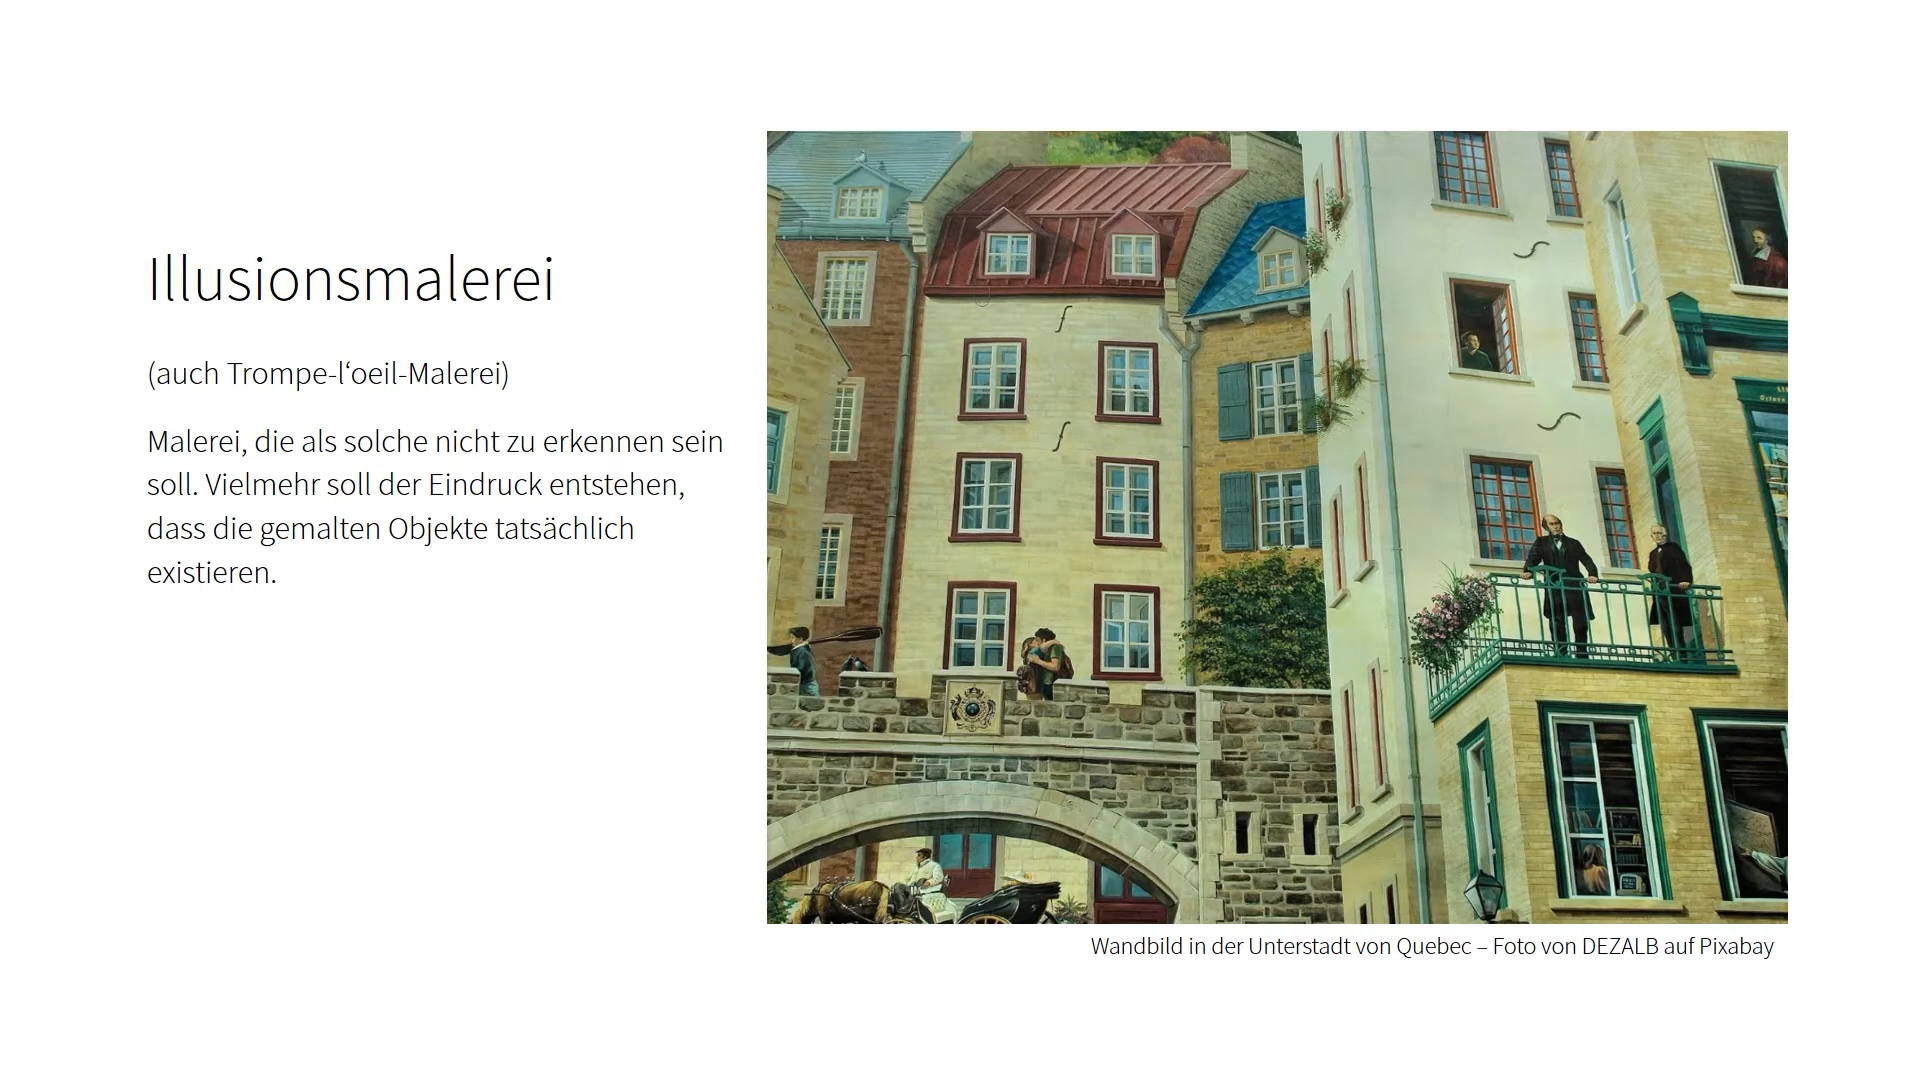 Illusionsmalerei
(auch Trompe-l‘oeil-Malerei)
Malerei, die als solche nicht zu erkennen sein
soll. Vielmehr soll der Eindruck entstehen,
dass die gemalten Objekte tatsächlich
existieren.
Wandbild in der Unterstadt von Quebec – Foto von DEZALB auf Pixabay